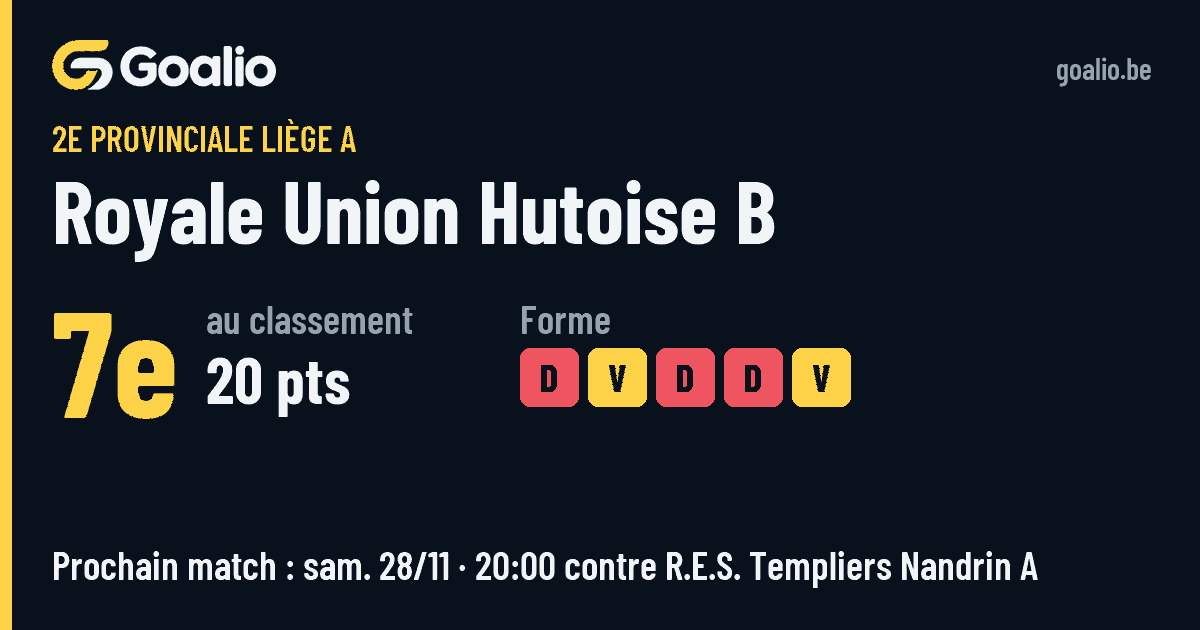 Goalio
goalio.be
2E PROVINCIALE LIÈGE A
Royale Union Hutoise B
7e
au classement
20 pts
Forme
D V D D V
Prochain match : sam. 28/11 · 20:00 contre R.E.S. Templiers Nandrin A